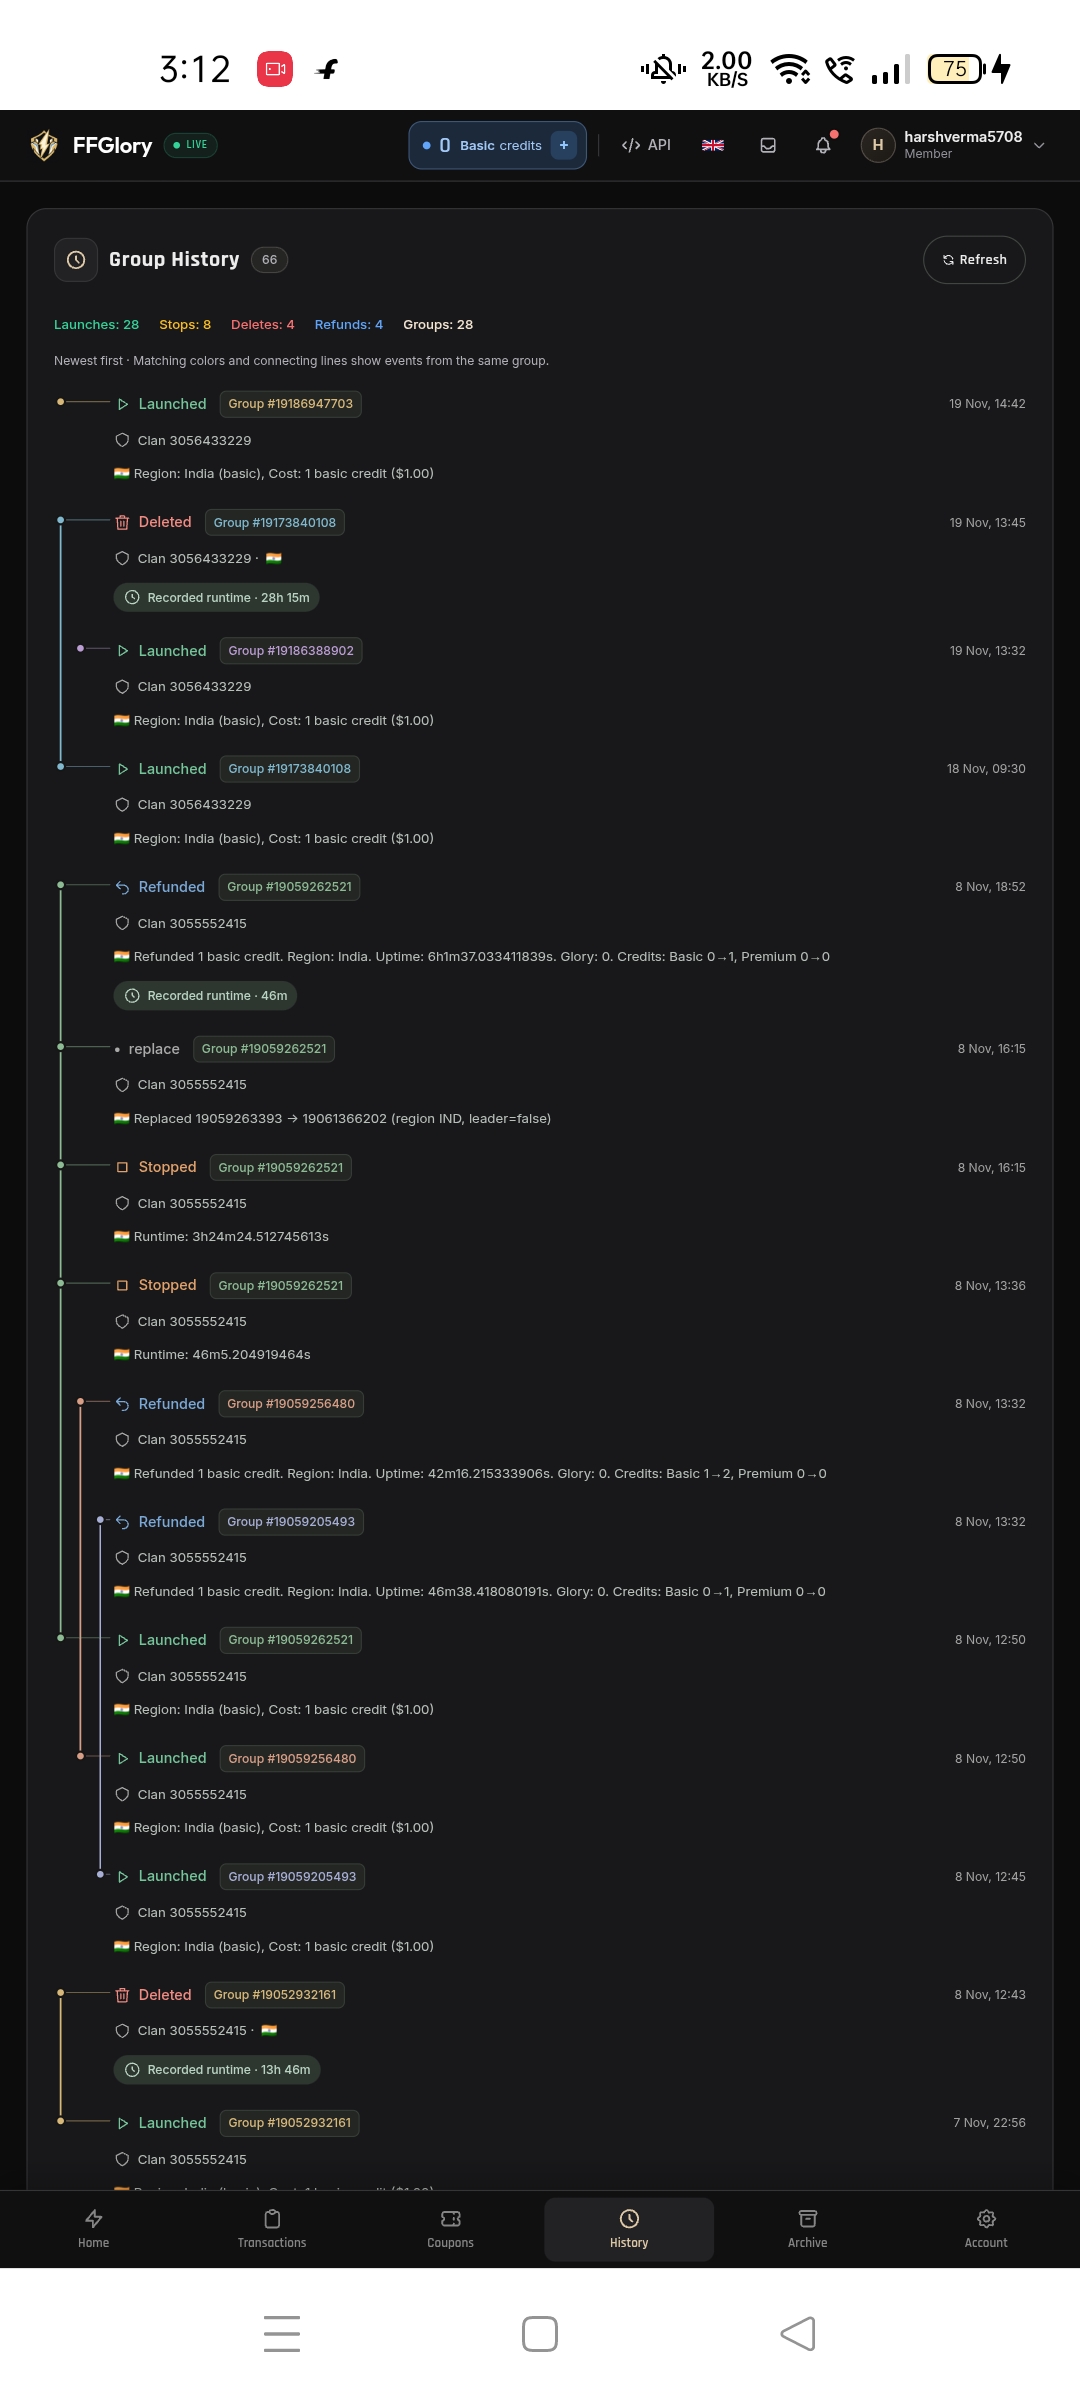 3:12
2.00
KB/S
75
FFGlory
LIVE
0 Basic credits +
API
H
harshverma5708
Member
Group History 66
Refresh
Launches: 28 Stops: 8 Deletes: 4 Refunds: 4 Groups: 28
Newest first · Matching colors and connecting lines show events from the same group.
Launched Group #19186947703 19 Nov, 14:42
Clan 3056433229
Region: India (basic), Cost: 1 basic credit ($1.00)
Deleted Group #19173840108 19 Nov, 13:45
Clan 3056433229 ·
Recorded runtime · 28h 15m
Launched Group #19186388902 19 Nov, 13:32
Clan 3056433229
Region: India (basic), Cost: 1 basic credit ($1.00)
Launched Group #19173840108 18 Nov, 09:30
Clan 3056433229
Region: India (basic), Cost: 1 basic credit ($1.00)
Refunded Group #19059262521 8 Nov, 18:52
Clan 3055552415
Refunded 1 basic credit. Region: India. Uptime: 6h1m37.033411839s. Glory: 0. Credits: Basic 0→1, Premium 0→0
Recorded runtime · 46m
replace Group #19059262521 8 Nov, 16:15
Clan 3055552415
Replaced 19059263393 → 19061366202 (region IND, leader=false)
Stopped Group #19059262521 8 Nov, 16:15
Clan 3055552415
Runtime: 3h24m24.512745613s
Stopped Group #19059262521 8 Nov, 13:36
Clan 3055552415
Runtime: 46m5.204919464s
Refunded Group #19059256480 8 Nov, 13:32
Clan 3055552415
Refunded 1 basic credit. Region: India. Uptime: 42m16.215333906s. Glory: 0. Credits: Basic 1→2, Premium 0→0
Refunded Group #19059205493 8 Nov, 13:32
Clan 3055552415
Refunded 1 basic credit. Region: India. Uptime: 46m38.418080191s. Glory: 0. Credits: Basic 0→1, Premium 0→0
Launched Group #19059262521 8 Nov, 12:50
Clan 3055552415
Region: India (basic), Cost: 1 basic credit ($1.00)
Launched Group #19059256480 8 Nov, 12:50
Clan 3055552415
Region: India (basic), Cost: 1 basic credit ($1.00)
Launched Group #19059205493 8 Nov, 12:45
Clan 3055552415
Region: India (basic), Cost: 1 basic credit ($1.00)
Deleted Group #19052932161 8 Nov, 12:43
Clan 3055552415 ·
Recorded runtime · 13h 46m
Launched Group #19052932161 7 Nov, 22:56
Clan 3055552415
Home
Transactions
Coupons
History
Archive
Account